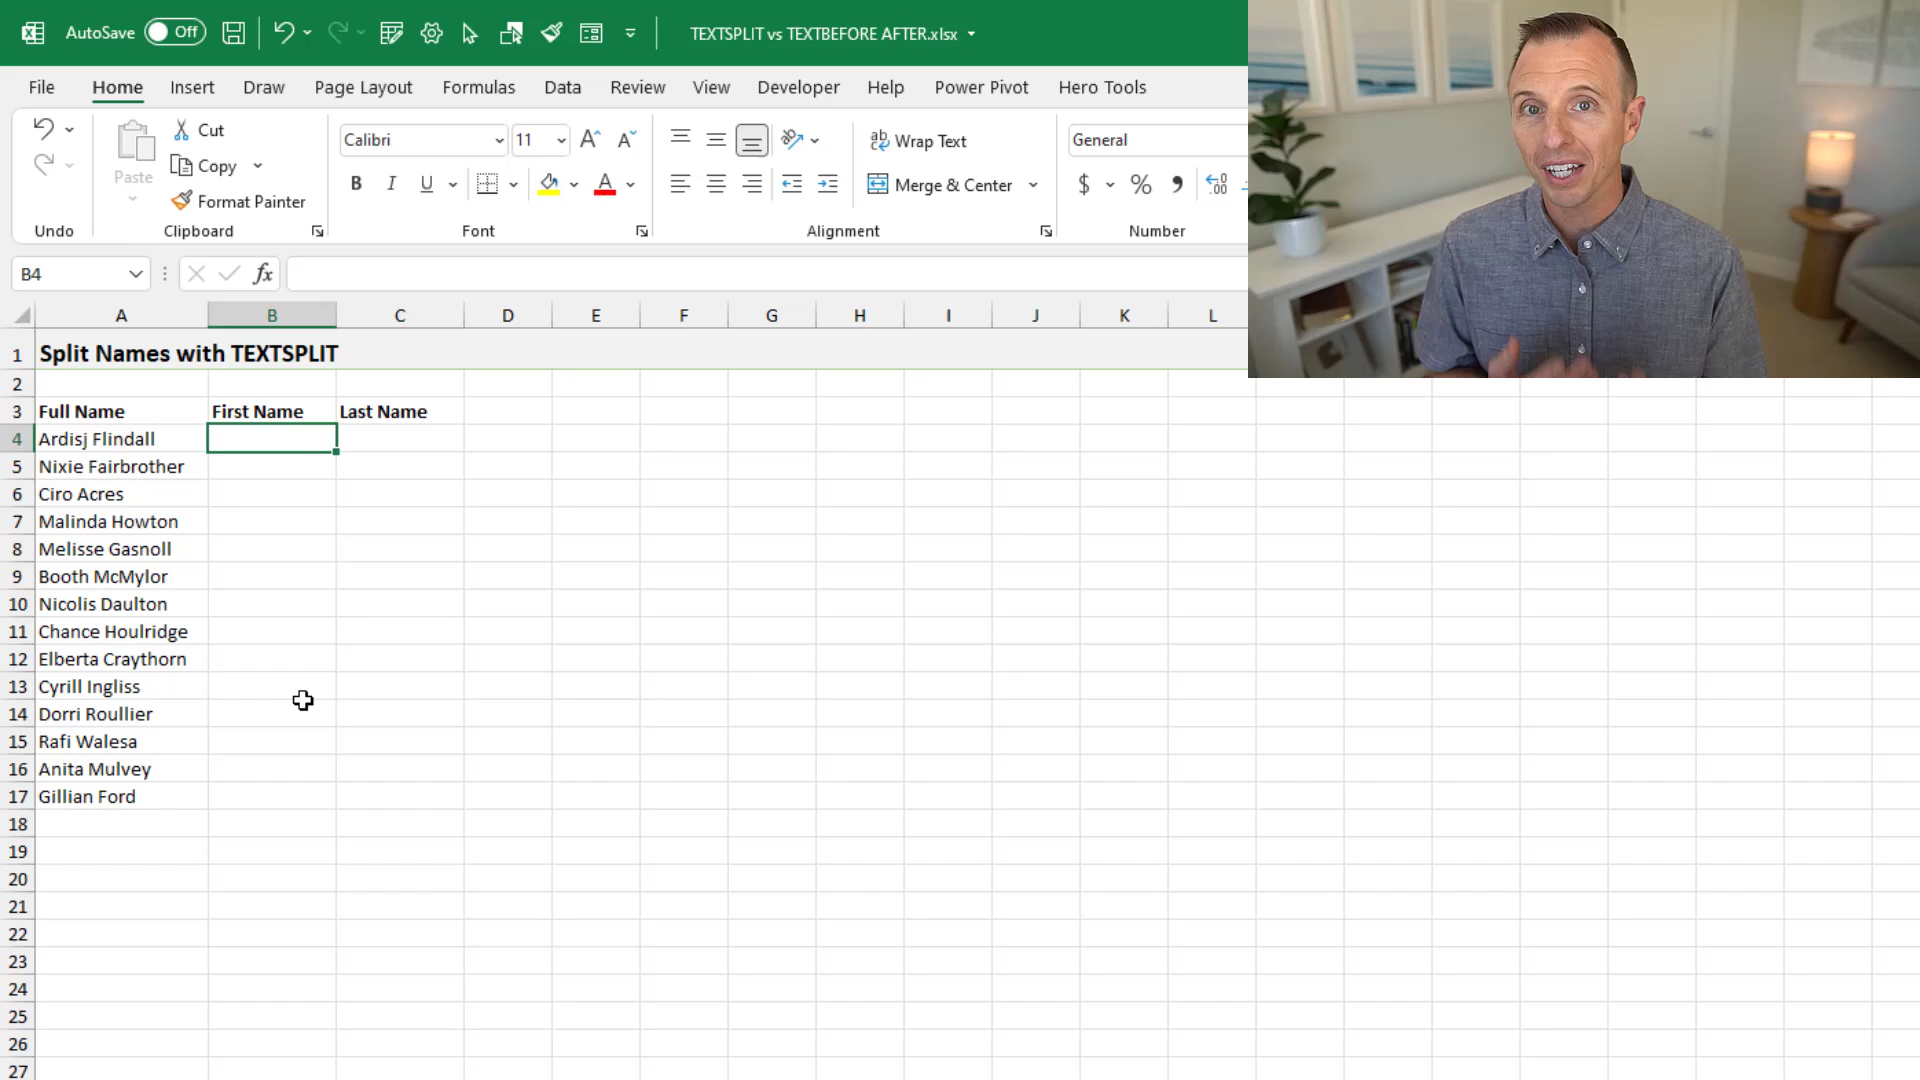 AutoSave Off TEXTSPLIT vs TEXTBEFORE AFTER.xlsx
File Home Insert Draw Page Layout Formulas Data Review View Developer Help Power Pivot Hero Tools
Cut
Copy
Paste
Format Painter
Calibri 11
B I U A
Wrap Text
Merge & Center
General
$ % , .00
Undo Clipboard Font Alignment Number
B4 fx
A B C D E F G H I J K L
1 Split Names with TEXTSPLIT
2
3 Full Name First Name Last Name
4 Ardisj Flindall
5 Nixie Fairbrother
6 Ciro Acres
7 Malinda Howton
8 Melisse Gasnoll
9 Booth McMylor
10 Nicolis Daulton
11 Chance Houlridge
12 Elberta Craythorn
13 Cyrill Ingliss
14 Dorri Roullier
15 Rafi Walesa
16 Anita Mulvey
17 Gillian Ford
18
19
20
21
22
23
24
25
26
27